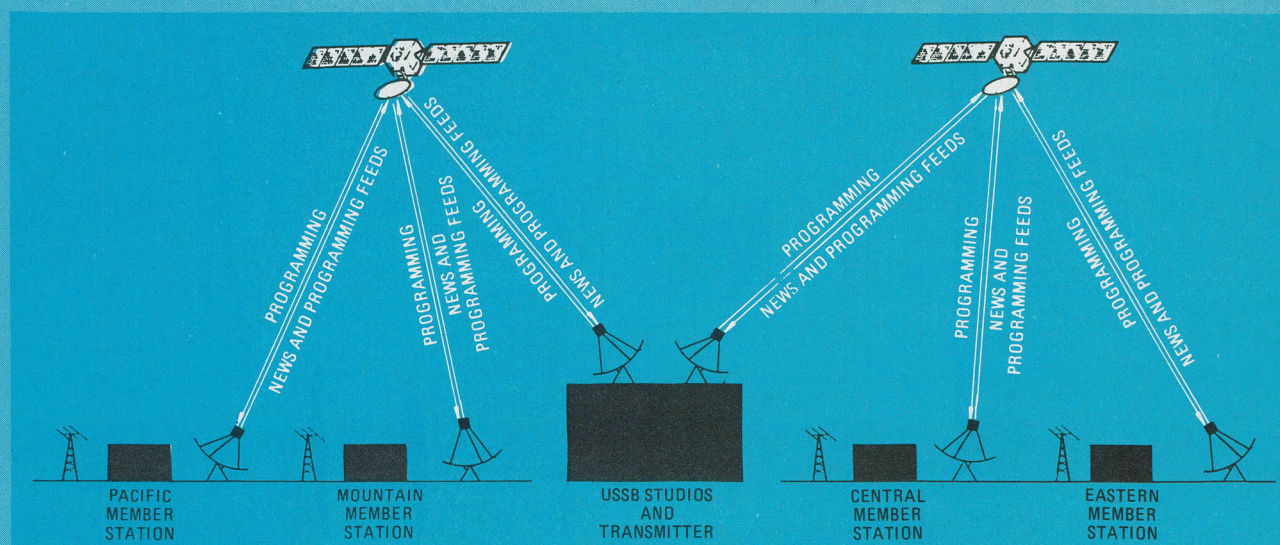 PROGRAMMING
NEWS AND PROGRAMMING FEEDS
PROGRAMMING
NEWS AND
PROGRAMMING FEEDS
NEWS AND PROGRAMMING FEEDS
PROGRAMMING
PROGRAMMING
NEWS AND PROGRAMMING FEEDS
PROGRAMMING
NEWS AND
PROGRAMMING FEEDS
NEWS AND PROGRAMMING FEEDS
PROGRAMMING
PACIFIC
MEMBER
STATION
MOUNTAIN
MEMBER
STATION
USSB STUDIOS
AND
TRANSMITTER
CENTRAL
MEMBER
STATION
EASTERN
MEMBER
STATION